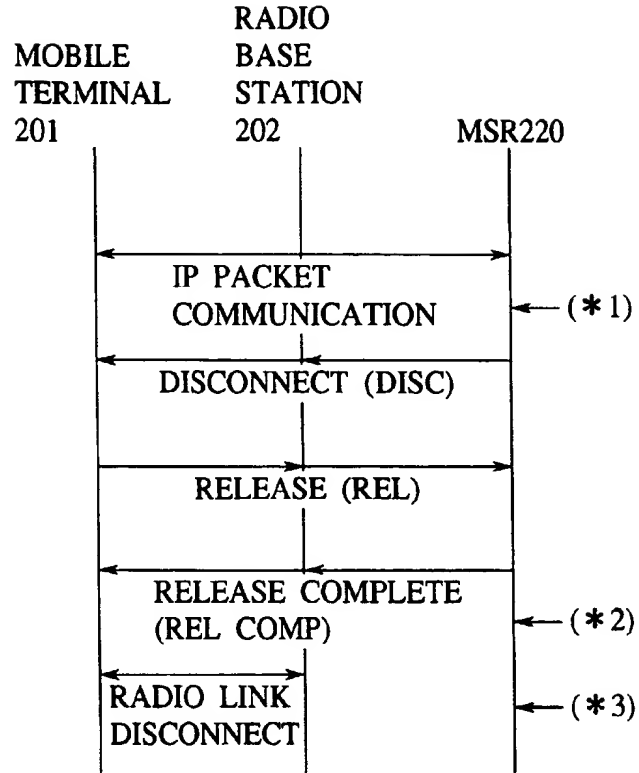 MOBILE
TERMINAL
201
RADIO
BASE
STATION
202
MSR220
IP PACKET
COMMUNICATION
(*1)
DISCONNECT (DISC)
RELEASE (REL)
RELEASE COMPLETE
(REL COMP)
(*2)
RADIO LINK
DISCONNECT
(*3)